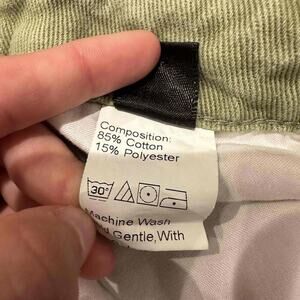 Composition:
85% Cotton
15% Polyester
30°
Machine Wash
Gentle, With